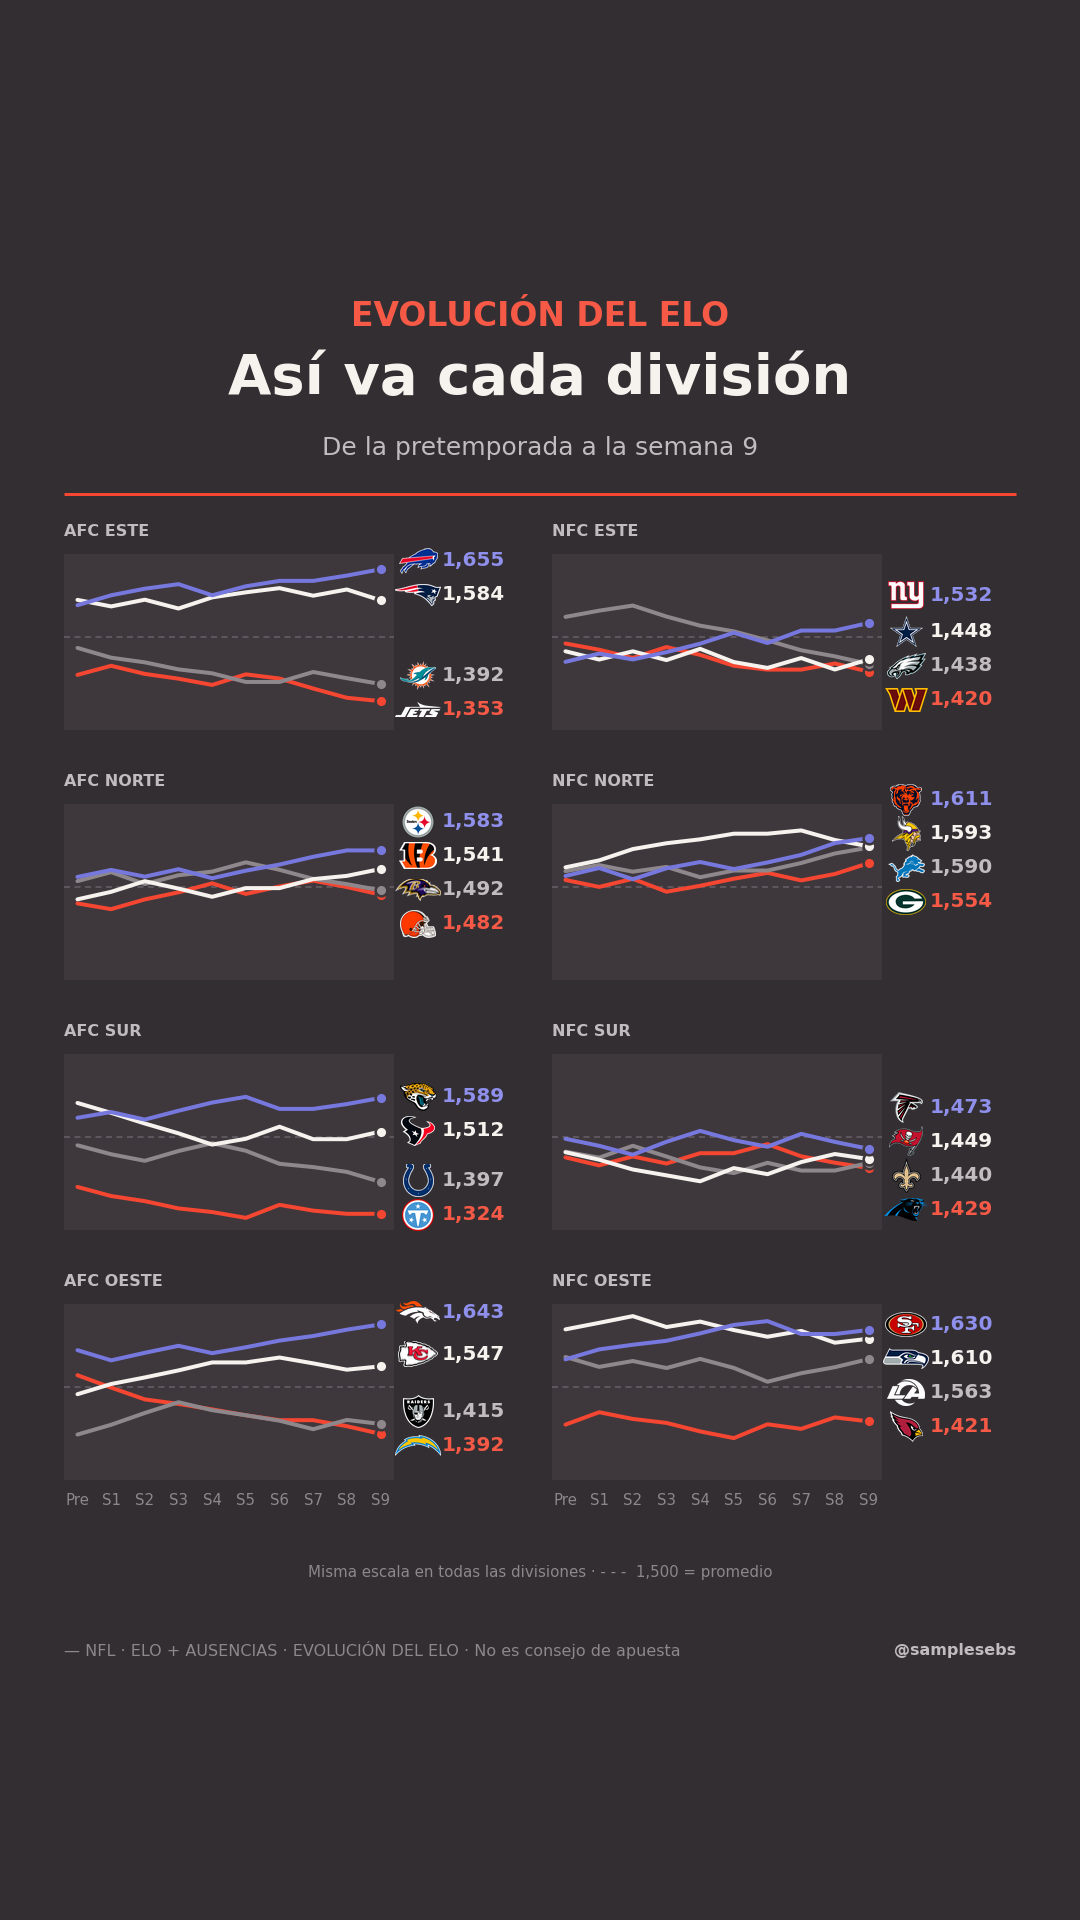 EVOLUCIÓN DEL ELO
Así va cada división
De la pretemporada a la semana 9
AFC ESTE
1,655
1,584
1,392
JETS
1,353
NFC ESTE
ny
1,532
1,448
1,438
W
1,420
AFC NORTE
Steelers
1,583
B
1,541
1,492
1,482
NFC NORTE
1,611
1,593
1,590
G
1,554
AFC SUR
1,589
1,512
1,397
T
1,324
NFC SUR
1,473
1,449
1,440
1,429
AFC OESTE
1,643
KC
1,547
RAIDERS
1,415
1,392
Pre S1 S2 S3 S4 S5 S6 S7 S8 S9
NFC OESTE
SF
1,630
1,610
LA
1,563
1,421
Pre S1 S2 S3 S4 S5 S6 S7 S8 S9
Misma escala en todas las divisiones · - - - 1,500 = promedio
— NFL · ELO + AUSENCIAS · EVOLUCIÓN DEL ELO · No es consejo de apuesta
@samplesebs